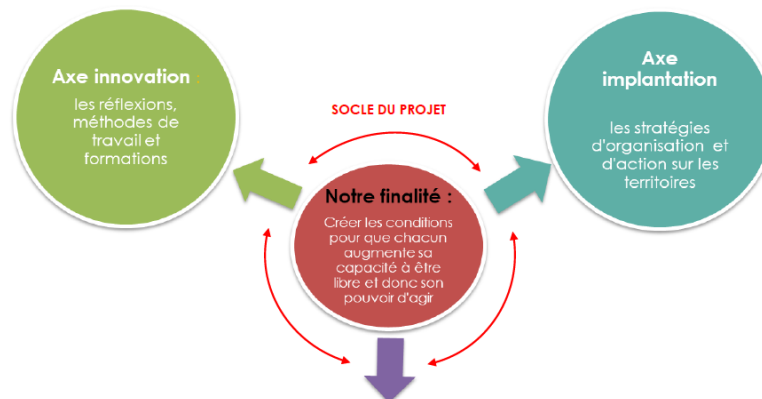 Axe innovation :
les réflexions,
méthodes de
travail et
formations
SOCLE DU PROJET
Axe
implantation
les stratégies
d'organisation et
d'action sur les
territoires
Notre finalité :
Créer les conditions
pour que chacun
augmente sa
capacité à être
libre et donc son
pouvoir d'agir